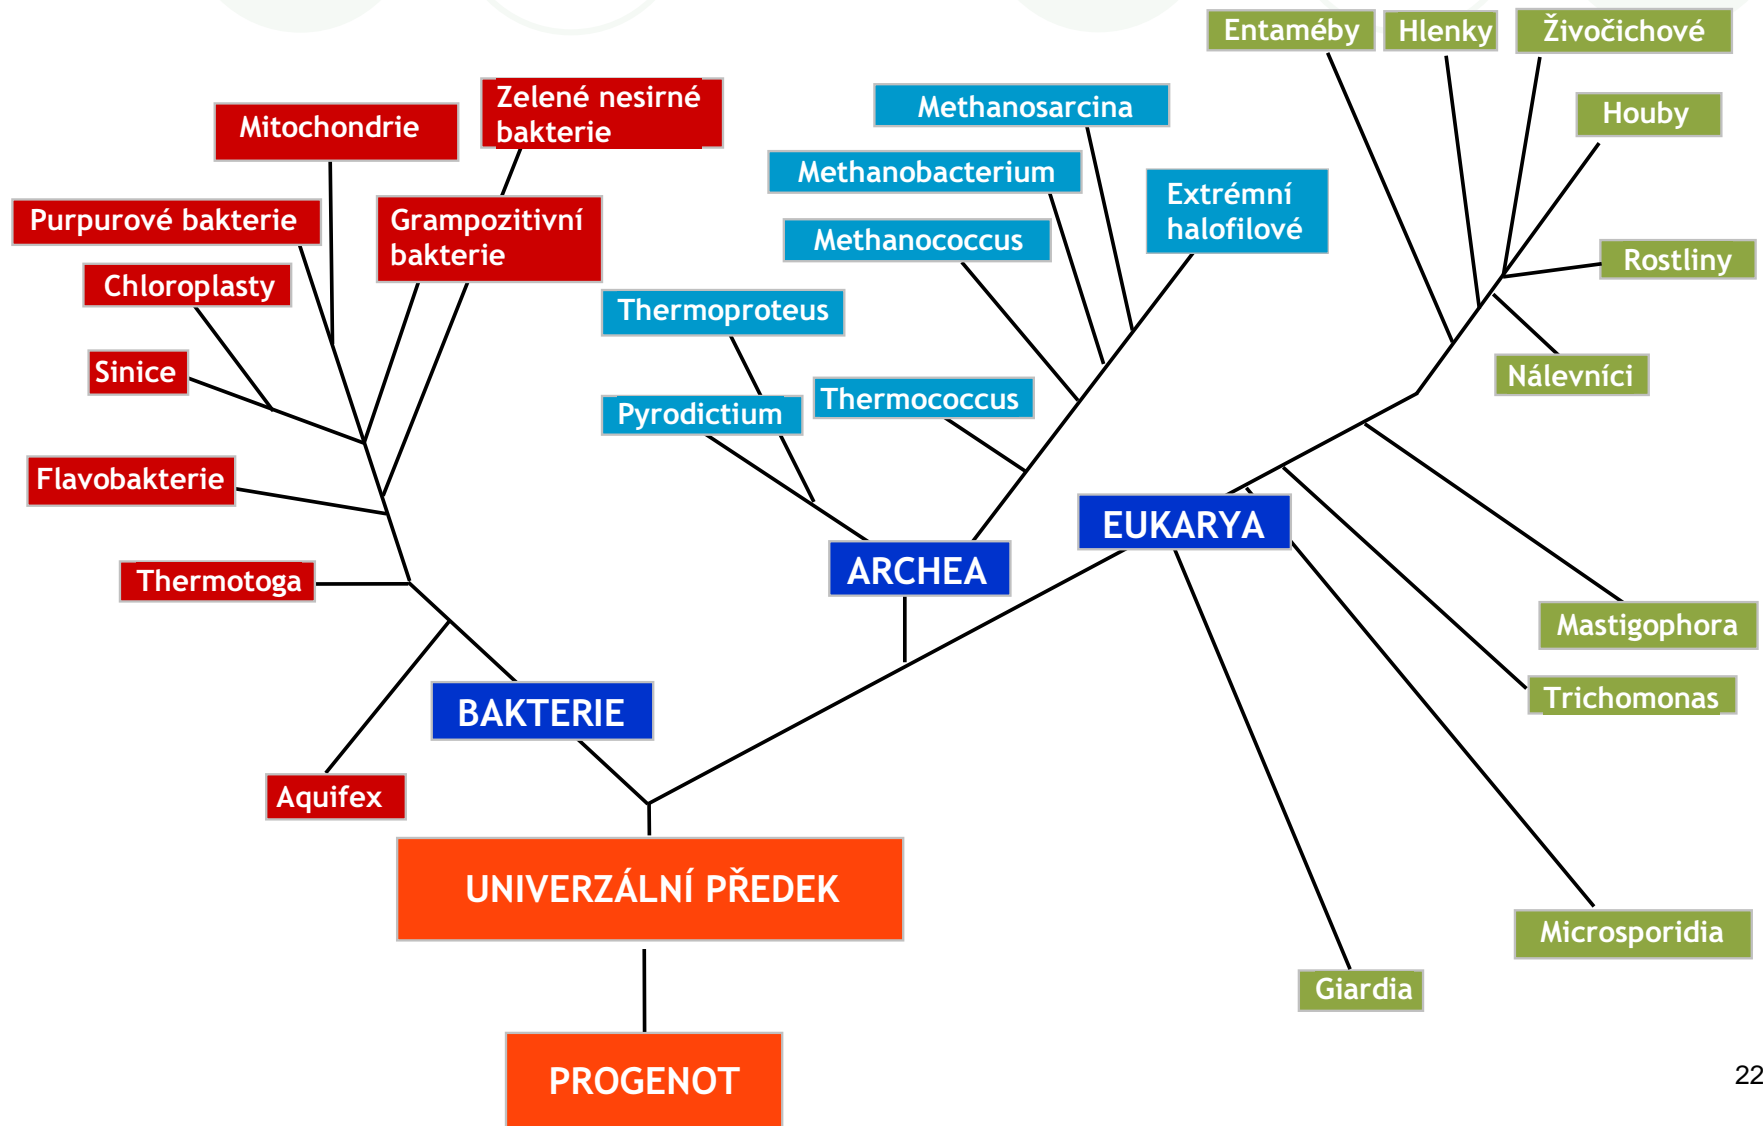 Entaméby
Hlenky
Živočichové
Zelené nesirné
bakterie
Methanosarcina
Houby
Mitochondrie
Methanobacterium
Extrémní
halofilové
Purpurové bakterie
Grampozitivní
bakterie
Methanococcus
Rostliny
Chloroplasty
Thermoproteus
Sinice
Nálevníci
Pyrodictium
Thermococcus
Flavobakterie
EUKARYA
ARCHEA
Thermotoga
Mastigophora
Trichomonas
BAKTERIE
Aquifex
UNIVERZÁLNÍ PŘEDEK
Microsporidia
Giardia
PROGENOT
22